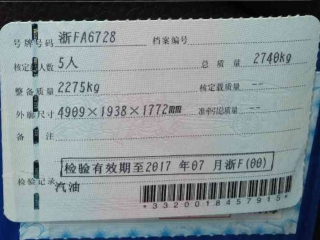 号牌号码 浙FA6728 档案编号
核定载人数 5人 总质量 2740kg
整备质量 2275kg 核定载质量 --
外廓尺寸 4909×1938×1772mm 准牵引总质量 --
备注
检验有效期至2017年07月浙F(00)
检验记录
汽油
*3320018457915*